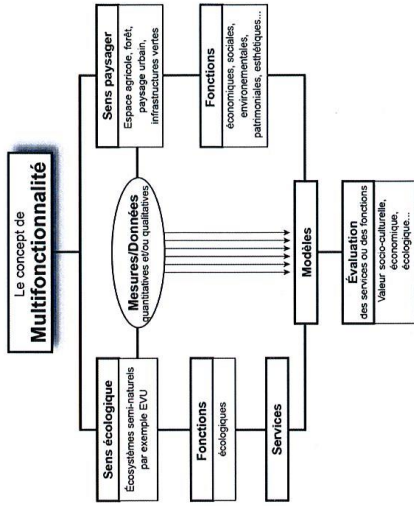 Le concept de
Multifonctionnalité
Sens écologique
Écosystèmes semi-naturels
par exemple EVU
Fonctions
écologiques
Services
Mesures/Données
quantitatives et/ou qualitatives
Sens paysager
Espace agricole, forêt,
paysage urbain,
infrastructures vertes
Fonctions
économiques, sociales,
environementales,
patrimoniales, esthétiques...
Modèles
Évaluation
des services ou des fonctions
Valeur socio-culturelle,
économique,
écologique...